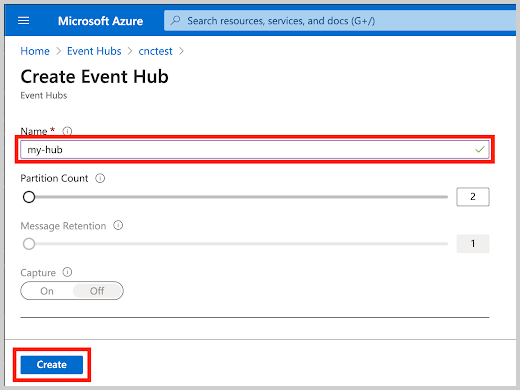 Microsoft Azure
Search resources, services, and docs (G+/)
Home > Event Hubs > cnctest >
Create Event Hub
Event Hubs
Name *
my-hub
Partition Count
2
Message Retention
1
Capture
On Off
Create